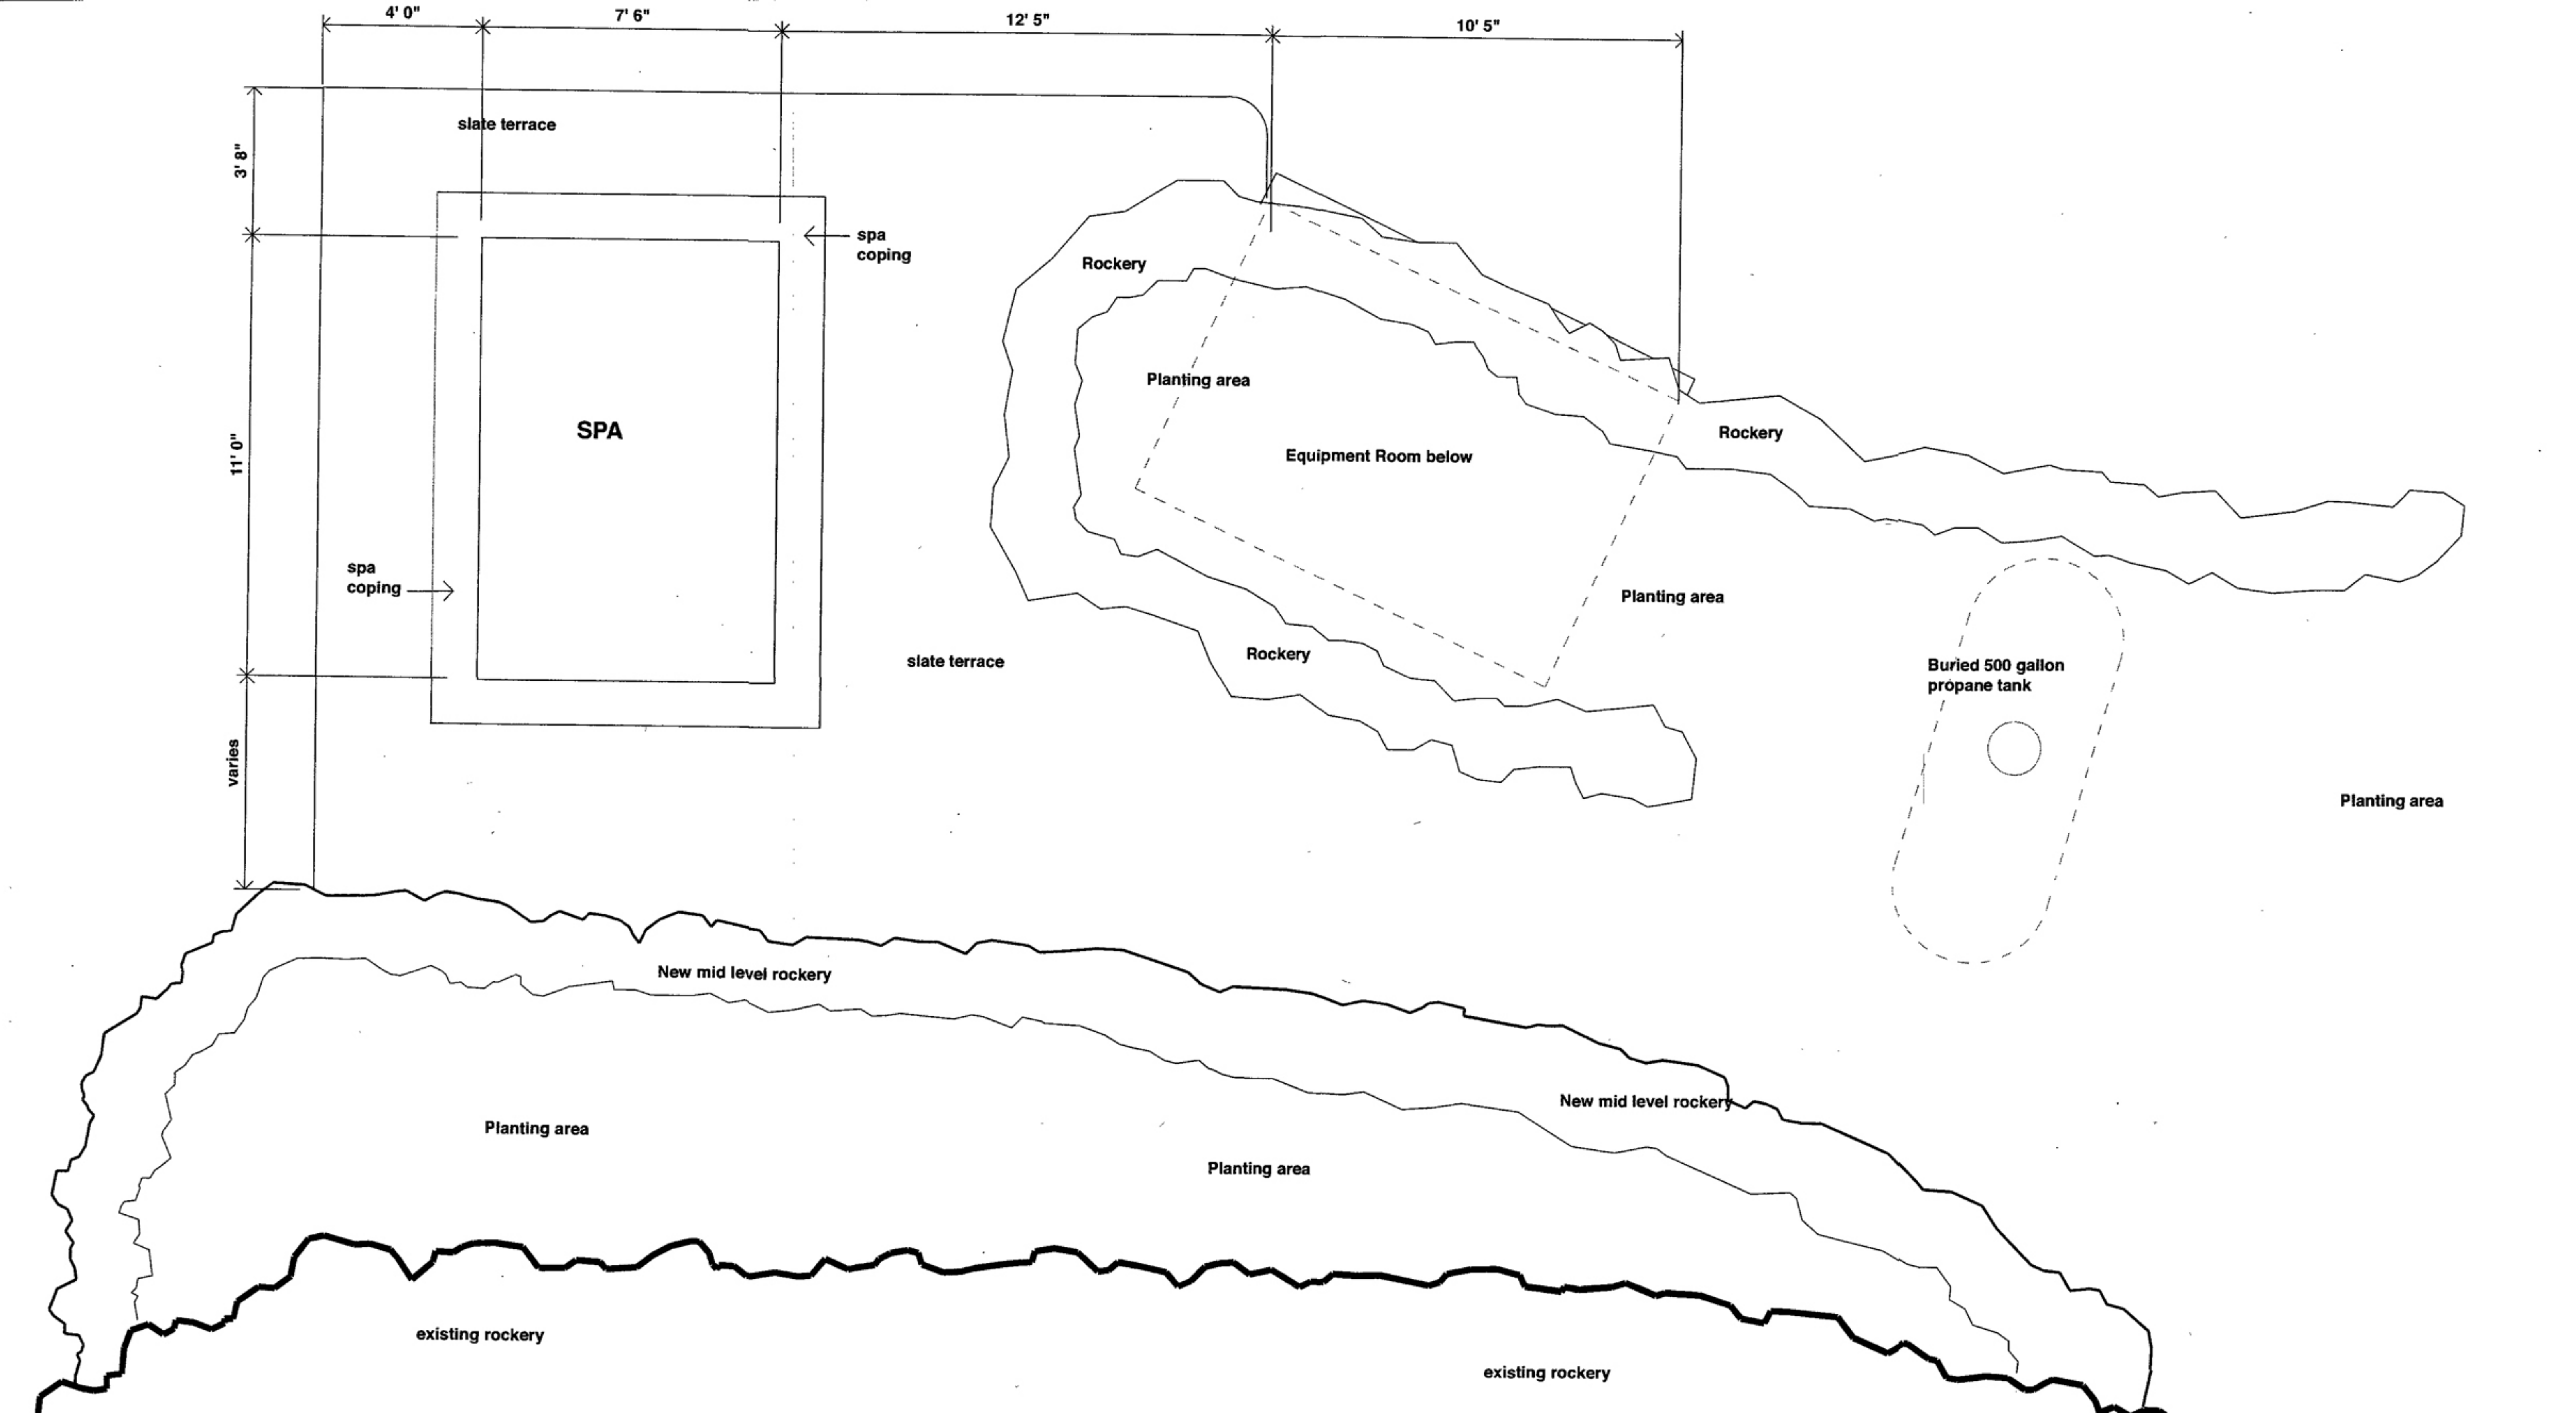 4' 0"
7' 6"
12' 5"
10' 5"
slate terrace
3' 8"
spa
coping
Rockery
Planting area
Rockery
SPA
11' 0"
Equipment Room below
spa
coping
Planting area
slate terrace
Rockery
Buried 500 gallon
propane tank
varies
Planting area
New mid level rockery
New mid level rockery
Planting area
Planting area
existing rockery
existing rockery